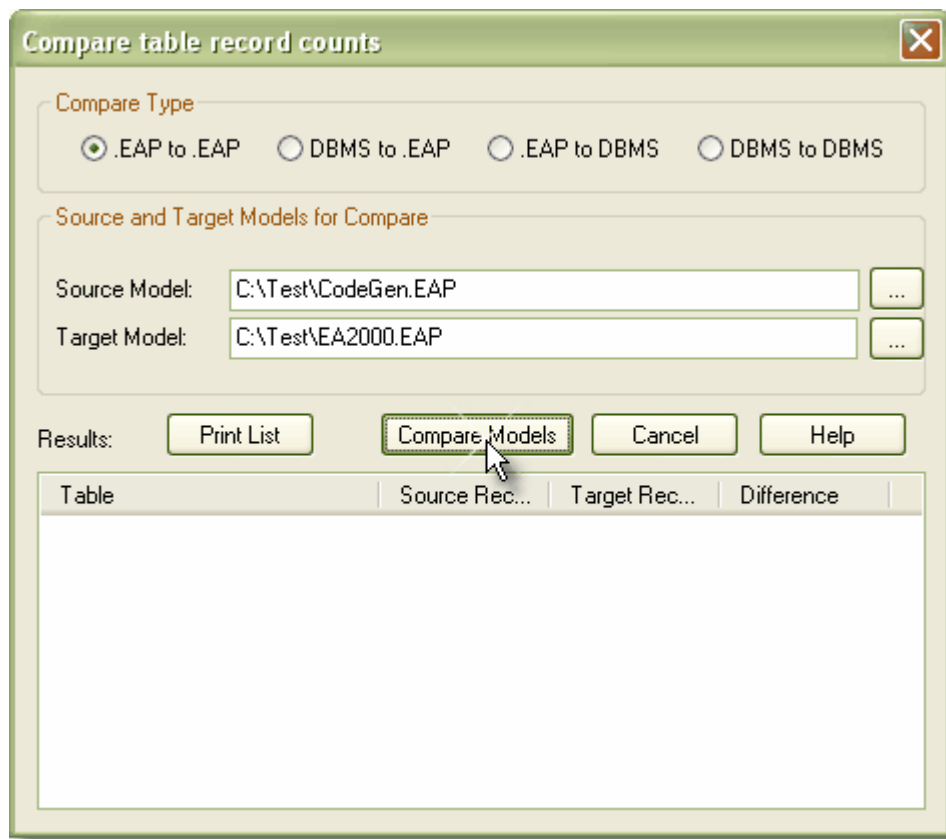 Compare table record counts
Compare Type
.EAP to .EAP DBMS to .EAP .EAP to DBMS DBMS to DBMS
Source and Target Models for Compare
Source Model: C:\Test\CodeGen.EAP ...
Target Model: C:\Test\EA2000.EAP ...
Results: Print List Compare Models Cancel Help
Table Source Rec... Target Rec... Difference